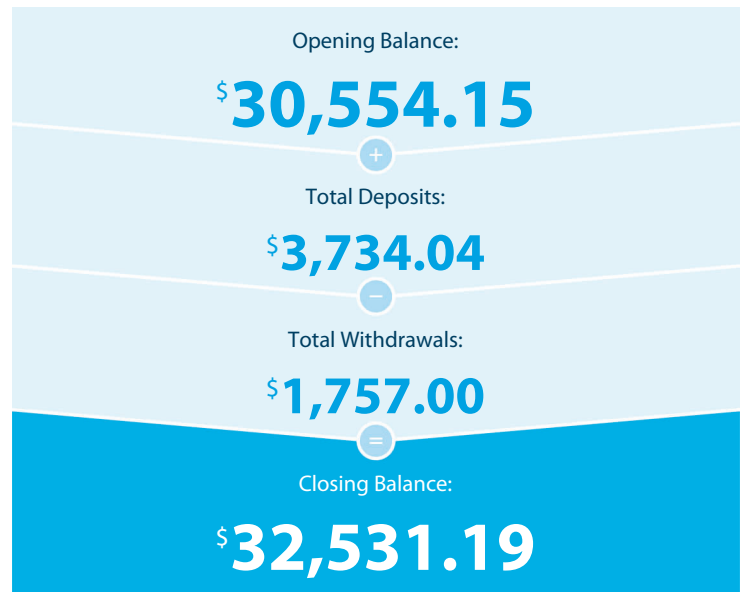 Opening Balance:
$30,554.15
+
Total Deposits:
$3,734.04
−
Total Withdrawals:
$1,757.00
=
Closing Balance:
$32,531.19